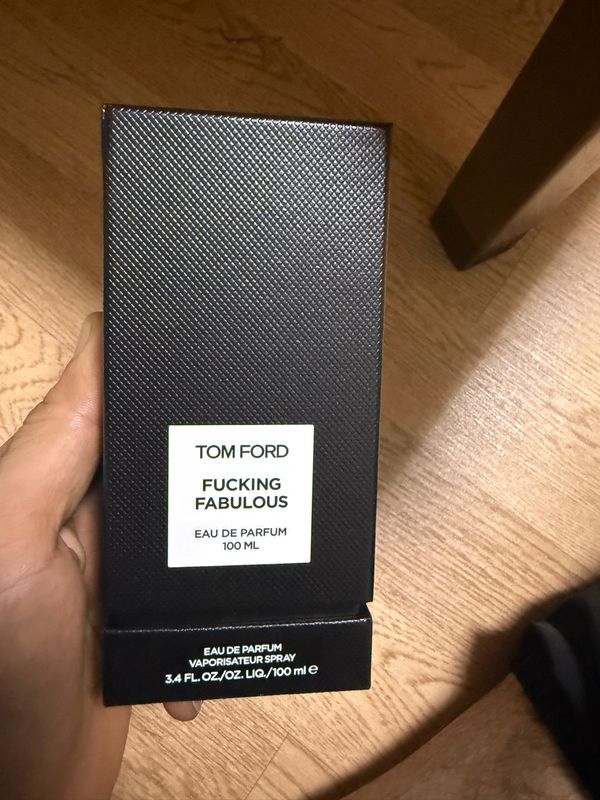 TOM FORD
FUCKING
FABULOUS
EAU DE PARFUM
100 ML
EAU DE PARFUM
VAPORISATEUR SPRAY
3.4 FL. OZ./OZ. LIQ./100 ml e